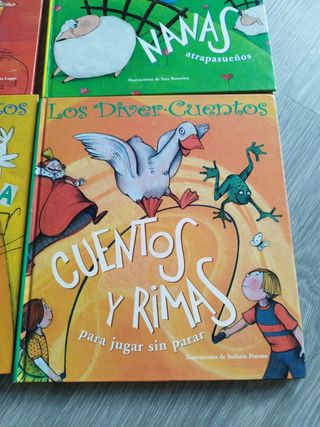 NANAS
atrapasueños
Ilustraciones de Sara Benecino
Los Diver-Cuentos
CUENTOS
Y RIMAS
para jugar sin parar
Ilustraciones de Stefania Pravato
tos
A